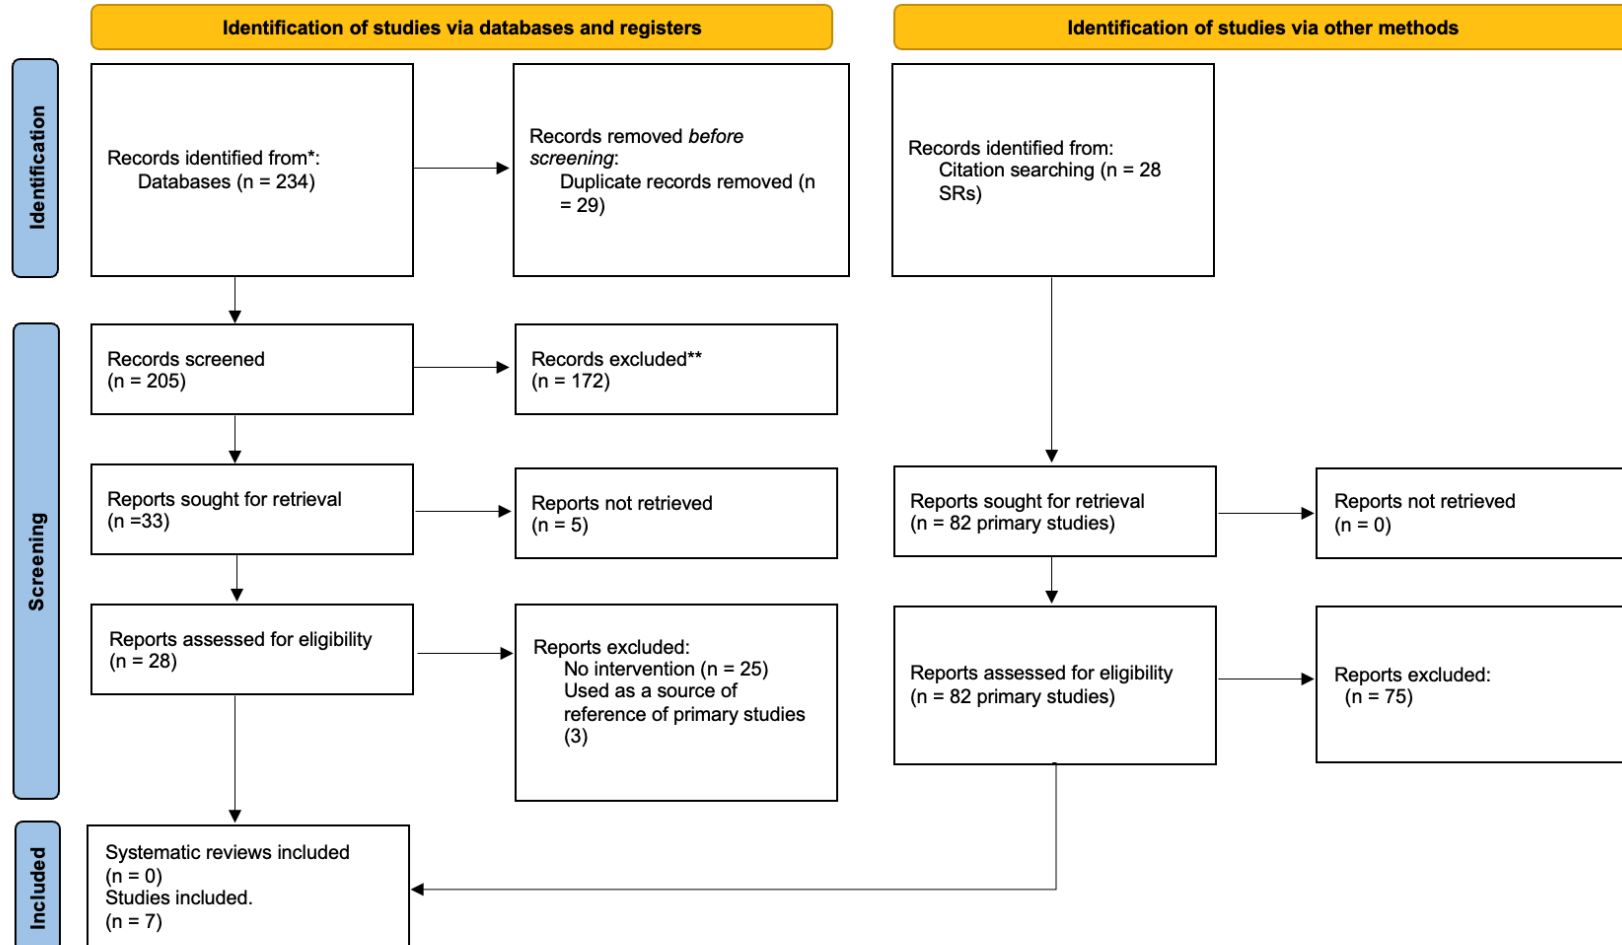 Identification of studies via databases and registers
Identification of studies via other methods
Identification
Records identified from*:
Databases (n = 234)
Records removed before
screening:
Duplicate records removed (n
= 29)
Records identified from:
Citation searching (n = 28
SRs)
Screening
Records screened
(n = 205)
Records excluded**
(n = 172)
Reports sought for retrieval
(n =33)
Reports not retrieved
(n = 5)
Reports sought for retrieval
(n = 82 primary studies)
Reports not retrieved
(n = 0)
Reports assessed for eligibility
(n = 28)
Reports excluded:
No intervention (n = 25)
Used as a source of
reference of primary studies
(3)
Reports assessed for eligibility
(n = 82 primary studies)
Reports excluded:
(n = 75)
Included
Systematic reviews included
(n = 0)
Studies included.
(n = 7)